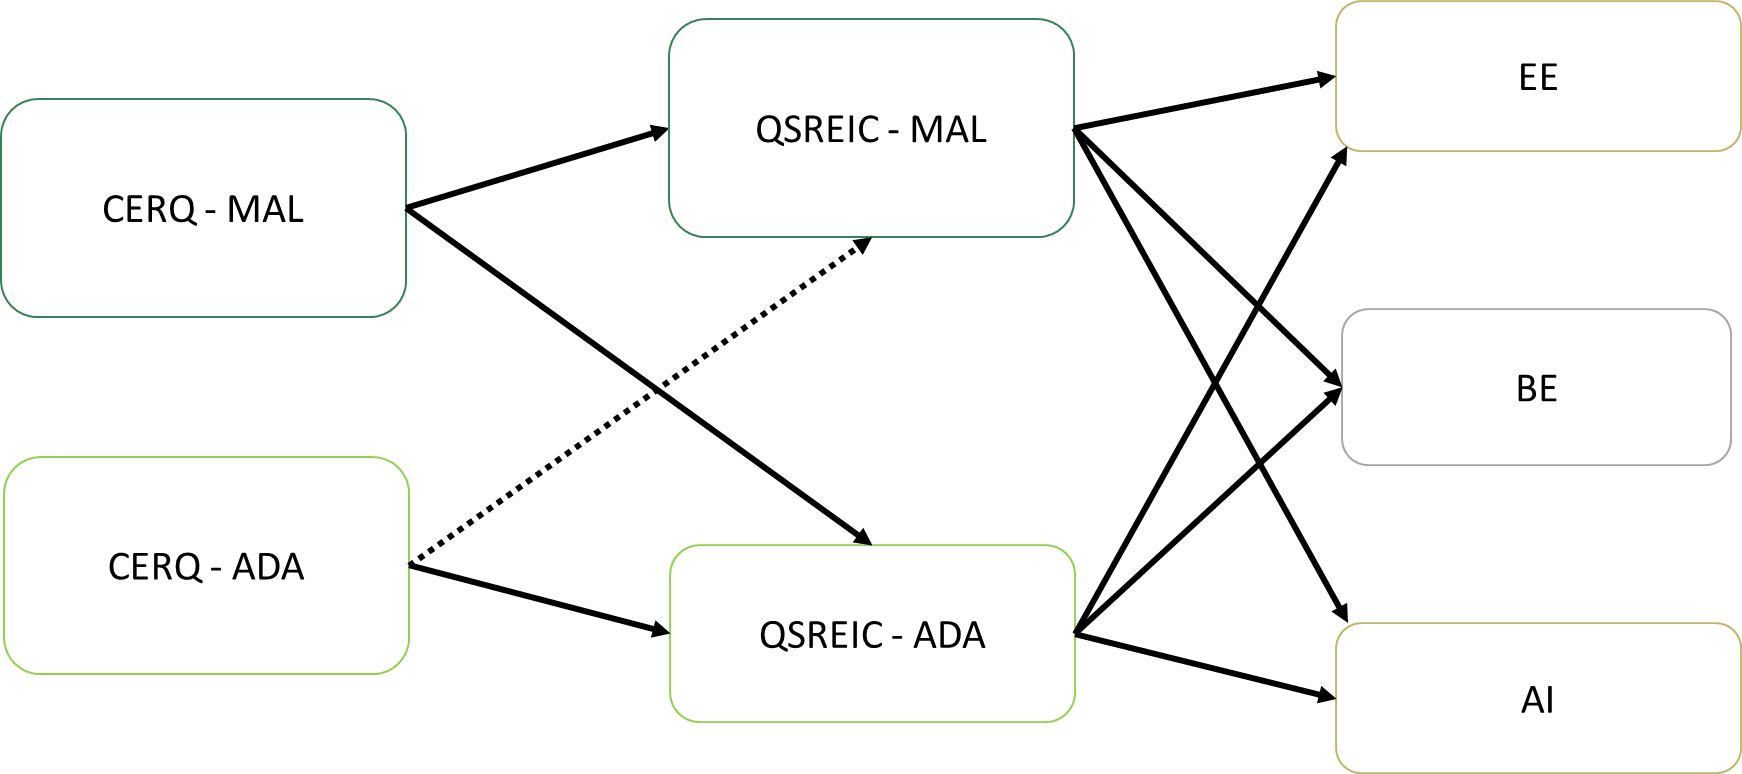 CERQ - MAL
CERQ - ADA
QSREIC - MAL
QSREIC - ADA
EE
BE
AI